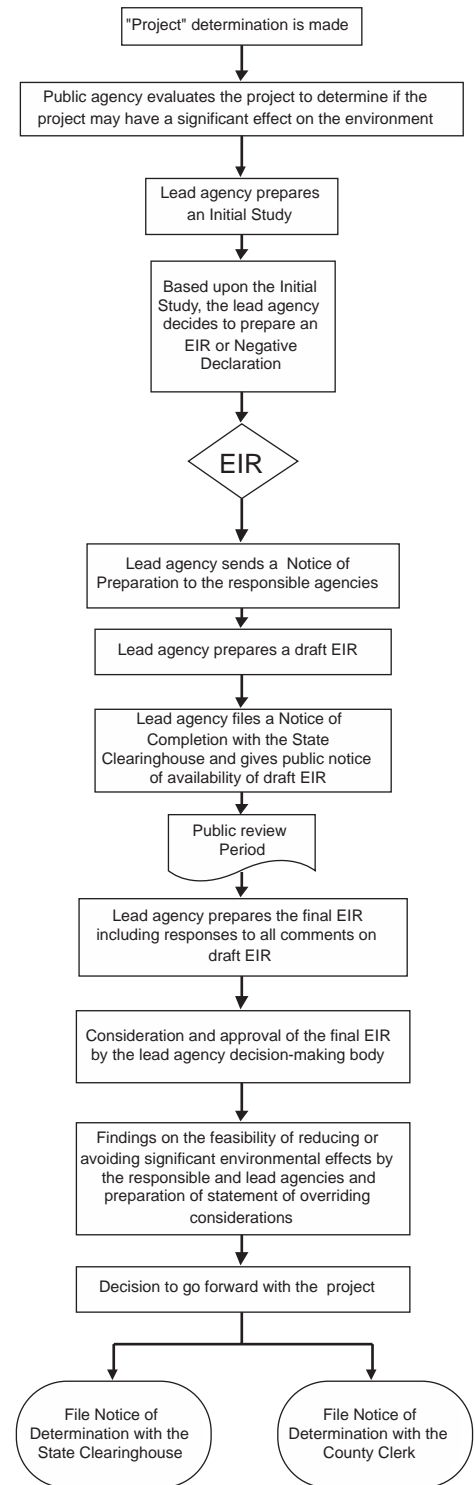 "Project" determination is made
Public agency evaluates the project to determine if the
project may have a significant effect on the environment
Lead agency prepares
an Initial Study
Based upon the Initial
Study, the lead agency
decides to prepare an
EIR or Negative
Declaration
EIR
Lead agency sends a Notice of
Preparation to the responsible agencies
Lead agency prepares a draft EIR
Lead agency files a Notice of
Completion with the State
Clearinghouse and gives public notice
of availability of draft EIR
Public review
Period
Lead agency prepares the final EIR
including responses to all comments on
draft EIR
Consideration and approval of the final EIR
by the lead agency decision-making body
Findings on the feasibility of reducing or
avoiding significant environmental effects by
the responsible and lead agencies and
preparation of statement of overriding
considerations
Decision to go forward with the project
File Notice of
Determination with the
State Clearinghouse
File Notice of
Determination with the
County Clerk